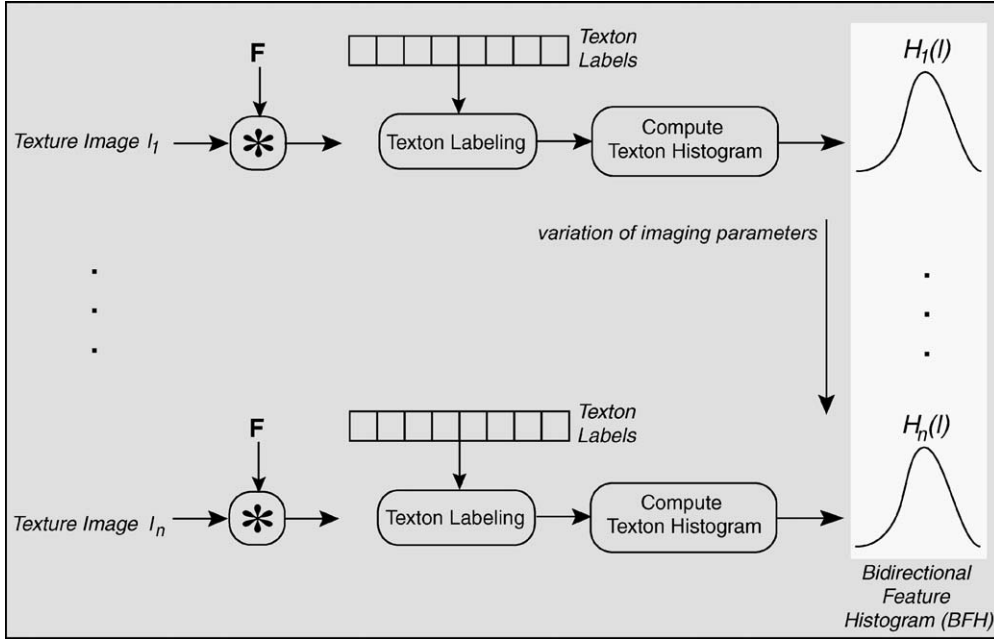 F
Texton
Labels
H₁(l)
Texture Image I₁
*
Texton Labeling
Compute
Texton Histogram
variation of imaging parameters
F
Texton
Labels
Hₙ(l)
Texture Image Iₙ
*
Texton Labeling
Compute
Texton Histogram
Bidirectional
Feature
Histogram (BFH)